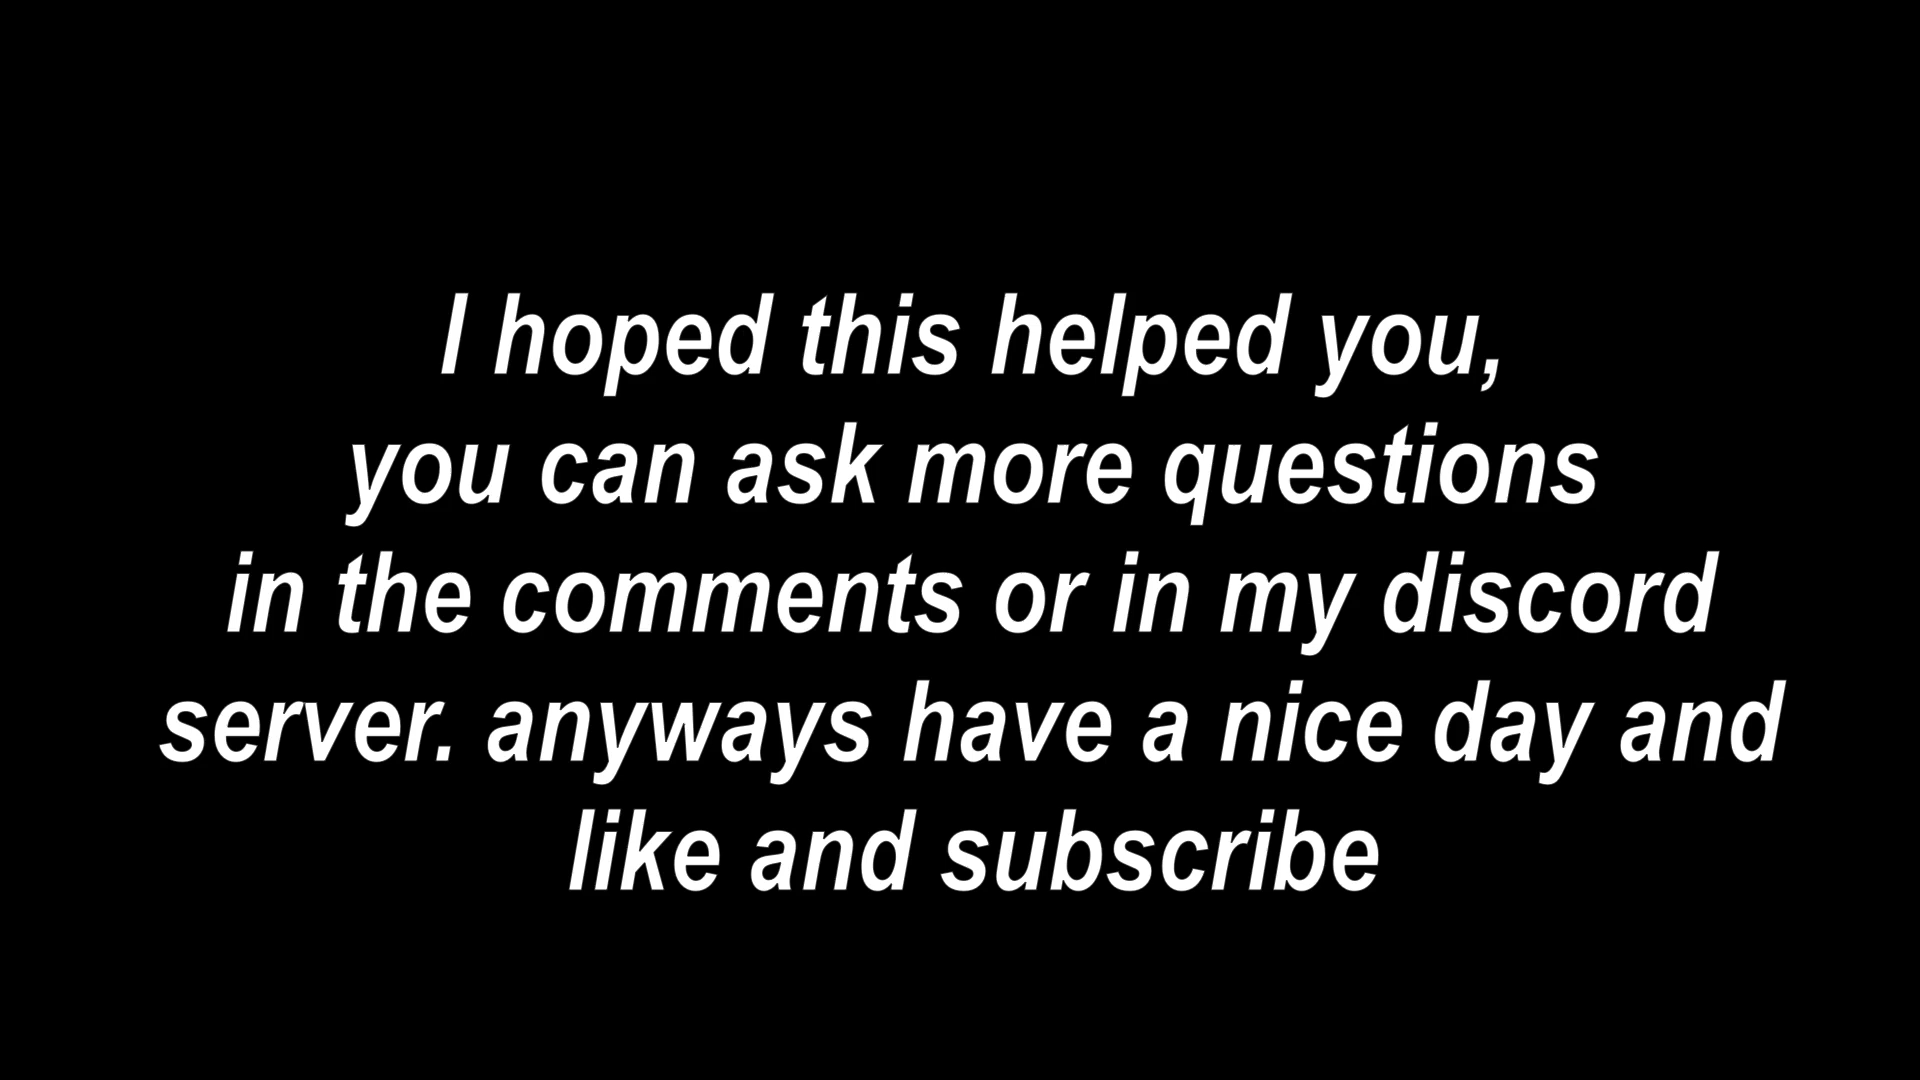 I hoped this helped you,
you can ask more questions
in the comments or in my discord
server. anyways have a nice day and
like and subscribe